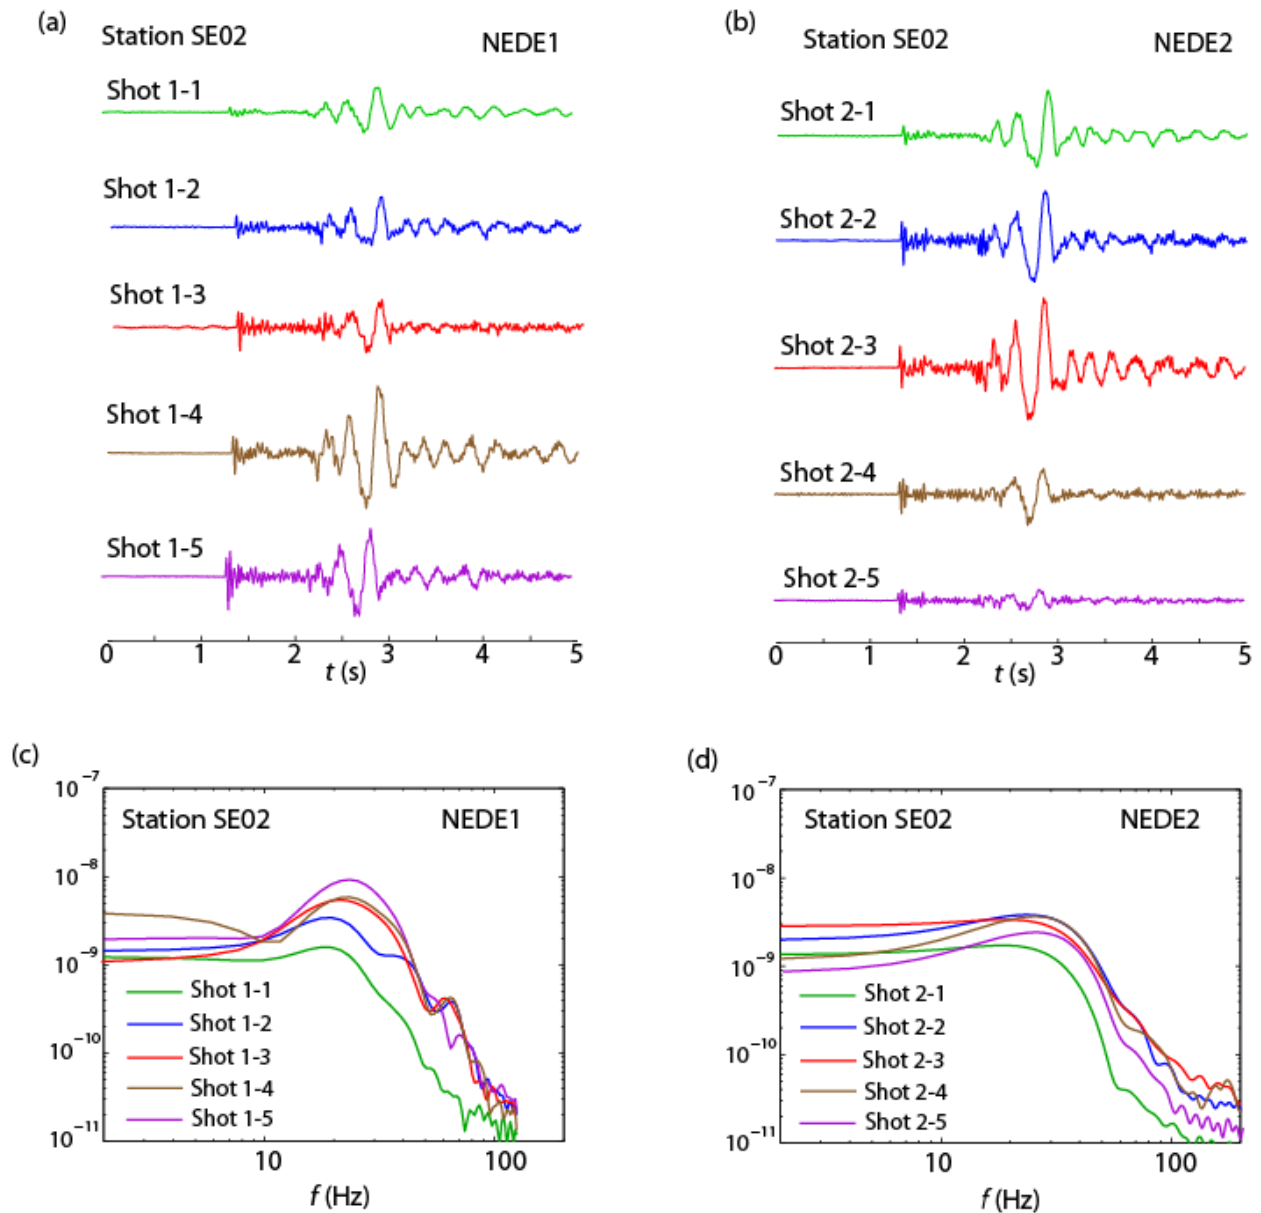 (a)
Station SE02 NEDE1
Shot 1-1
Shot 1-2
Shot 1-3
Shot 1-4
Shot 1-5
0 1 2 3 4 5
t (s)
(b)
Station SE02 NEDE2
Shot 2-1
Shot 2-2
Shot 2-3
Shot 2-4
Shot 2-5
0 1 2 3 4 5
t (s)
(c)
10⁻⁷
10⁻⁸
10⁻⁹
10⁻¹⁰
10⁻¹¹
Station SE02 NEDE1
Shot 1-1
Shot 1-2
Shot 1-3
Shot 1-4
Shot 1-5
10 100
f (Hz)
(d)
10⁻⁷
10⁻⁸
10⁻⁹
10⁻¹⁰
10⁻¹¹
Station SE02 NEDE2
Shot 2-1
Shot 2-2
Shot 2-3
Shot 2-4
Shot 2-5
10 100
f (Hz)